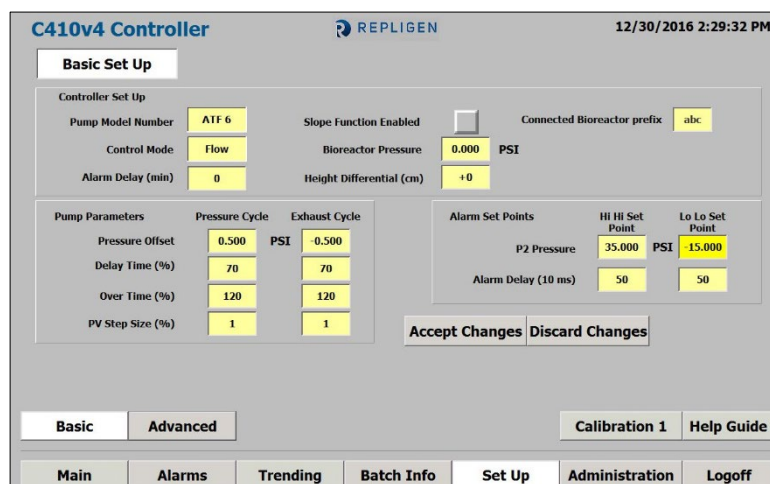 C410v4 Controller REPLIGEN 12/30/2016 2:29:32 PM
Basic Set Up
Controller Set Up
Pump Model Number ATF 6 Slope Function Enabled Connected Bioreactor prefix abc
Control Mode Flow Bioreactor Pressure 0.000 PSI
Alarm Delay (min) 0 Height Differential (cm) +0
Pump Parameters Pressure Cycle Exhaust Cycle
Pressure Offset 0.500 PSI -0.500
Delay Time (%) 70 70
Over Time (%) 120 120
PV Step Size (%) 1 1
Alarm Set Points Hi Hi Set Point Lo Lo Set Point
P2 Pressure 35.000 PSI -15.000
Alarm Delay (10 ms) 50 50
Accept Changes Discard Changes
Basic Advanced Calibration 1 Help Guide
Main Alarms Trending Batch Info Set Up Administration Logoff